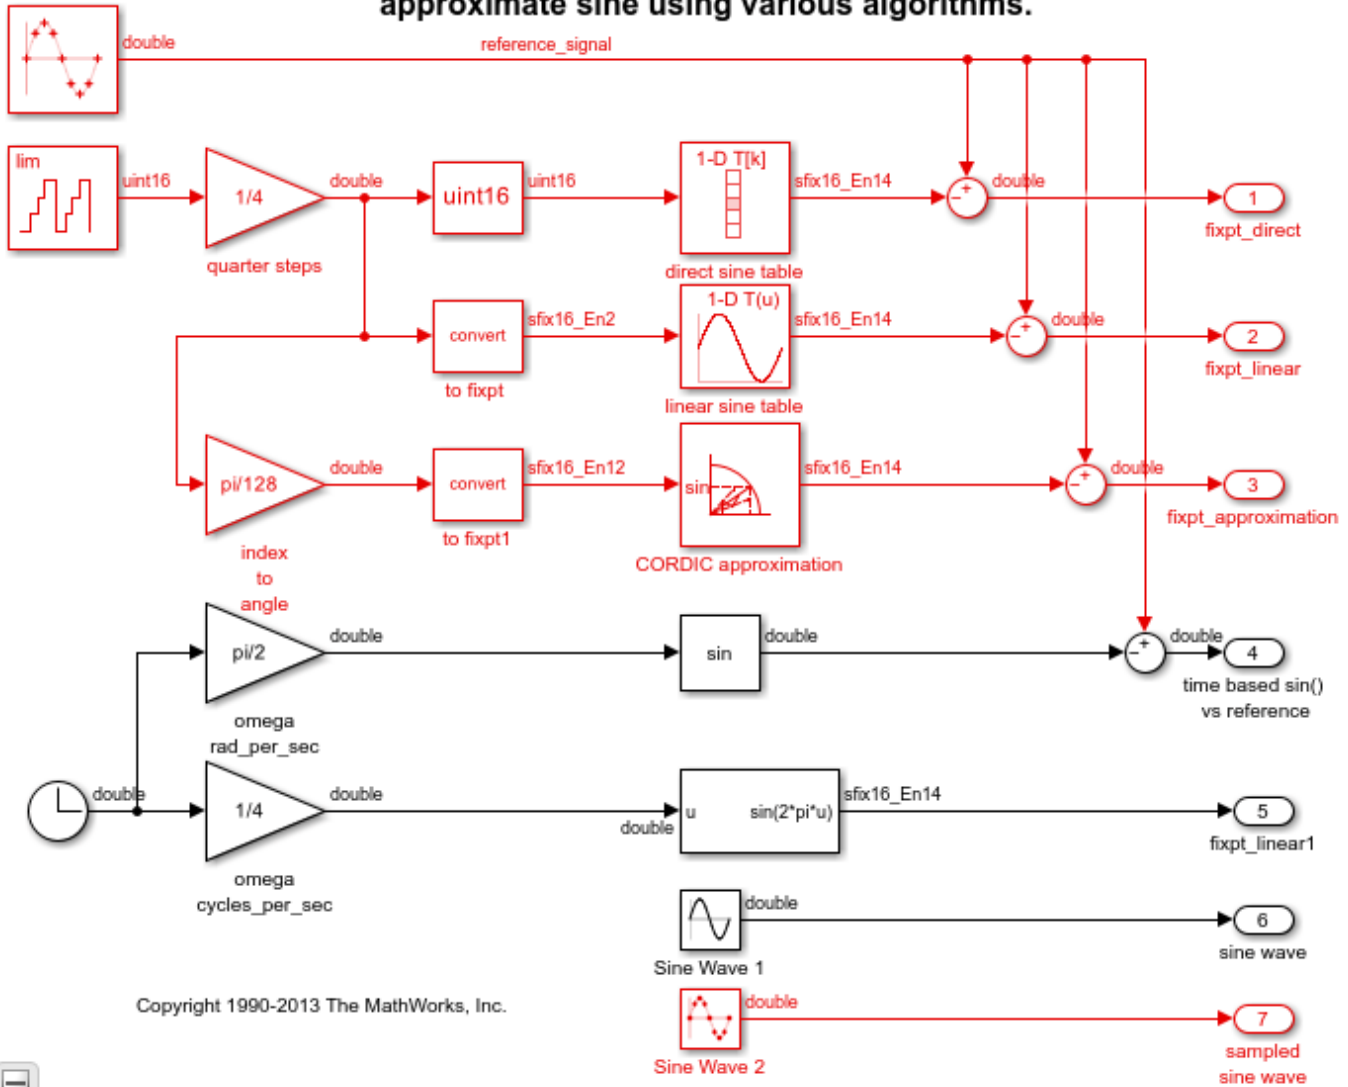 approximate sine using various algorithms.
double
reference_signal
lim
uint16
1/4
quarter steps
double
uint16
uint16
1-D T[k]
direct sine table
sfix16_En14
double
1
fixpt_direct
convert
to fixpt
sfix16_En2
1-D T(u)
linear sine table
sfix16_En14
double
2
fixpt_linear
pi/128
index
to
angle
double
convert
to fixpt1
sfix16_En12
sin
CORDIC approximation
sfix16_En14
double
3
fixpt_approximation
pi/2
omega
rad_per_sec
double
sin
double
double
4
time based sin()
vs reference
double
1/4
omega
cycles_per_sec
double
double
u
sin(2*pi*u)
sfix16_En14
5
fixpt_linear1
double
Sine Wave 1
6
sine wave
Copyright 1990-2013 The MathWorks, Inc.
double
Sine Wave 2
7
sampled
sine wave